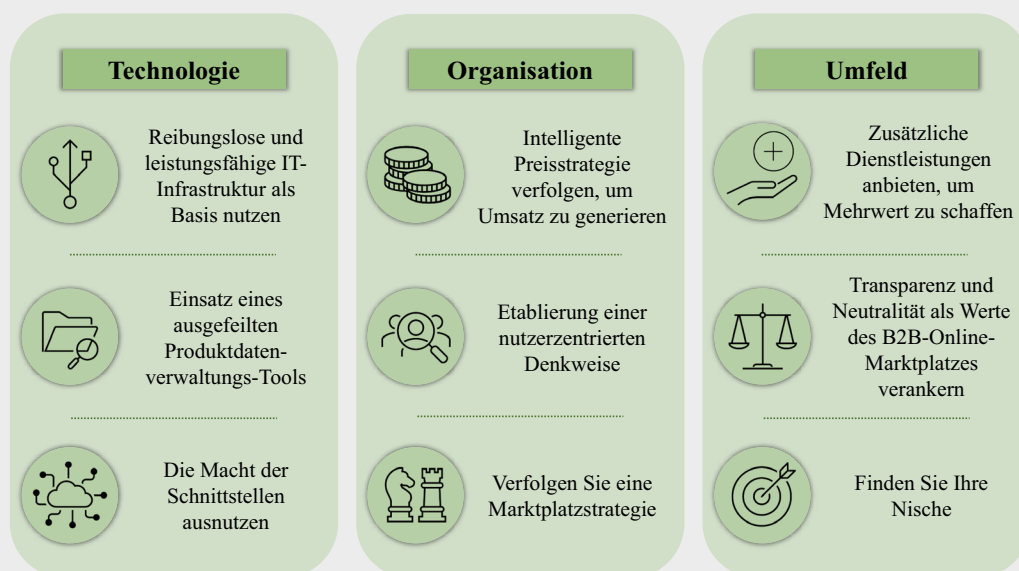 Technologie
Reibungslose und
leistungsfähige IT-
Infrastruktur als
Basis nutzen
Einsatz eines
ausgefeilten
Produktdaten-
verwaltungs-Tools
Die Macht der
Schnittstellen
ausnutzen
Organisation
Intelligente
Preisstrategie
verfolgen, um
Umsatz zu generieren
Etablierung einer
nutzerzentrierten
Denkweise
Verfolgen Sie eine
Marktplatzstrategie
Umfeld
Zusätzliche
Dienstleistungen
anbieten, um
Mehrwert zu schaffen
Transparenz und
Neutralität als Werte
des B2B-Online-
Marktplatzes
verankern
Finden Sie Ihre
Nische